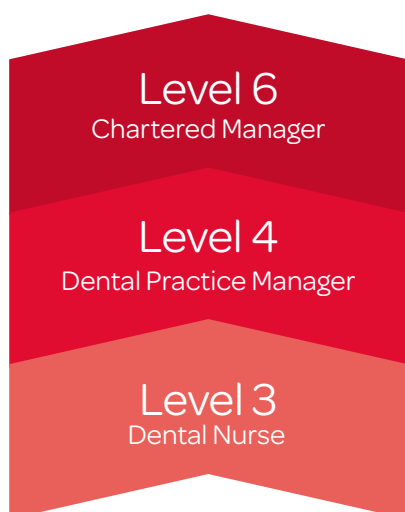 Level 6
Chartered Manager
Level 4
Dental Practice Manager
Level 3
Dental Nurse